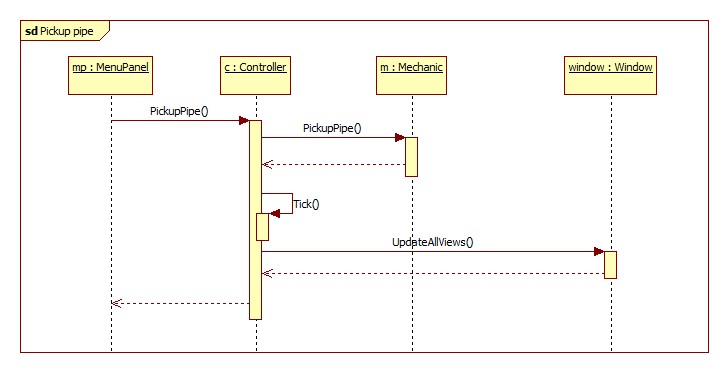 sd Pickup pipe
mp : MenuPanel
c : Controller
m : Mechanic
window : Window
PickupPipe()
PickupPipe()
Tick()
UpdateAllViews()